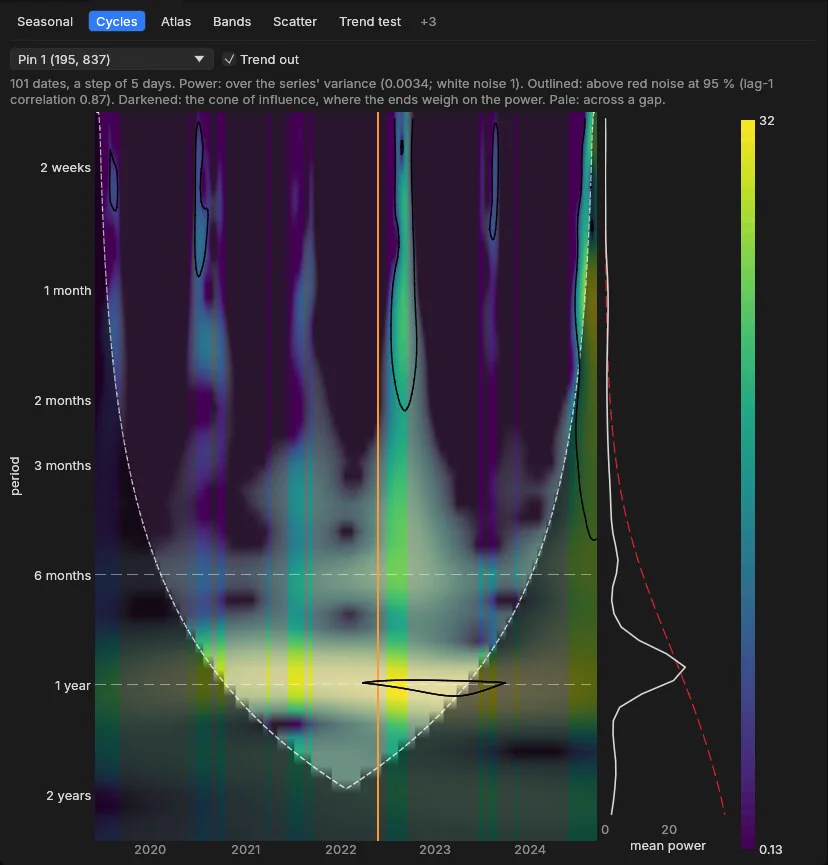 Seasonal Cycles Atlas Bands Scatter Trend test +3
Pin 1 (195, 837) Trend out
101 dates, a step of 5 days. Power: over the series' variance (0.0034; white noise 1). Outlined: above red noise at 95 % (lag-1
correlation 0.87). Darkened: the cone of influence, where the ends weigh on the power. Pale: across a gap.
32
2 weeks
1 month
2 months
3 months
period
6 months
1 year
2 years
0 20
2020 2021 2022 2023 2024
mean power
0.13